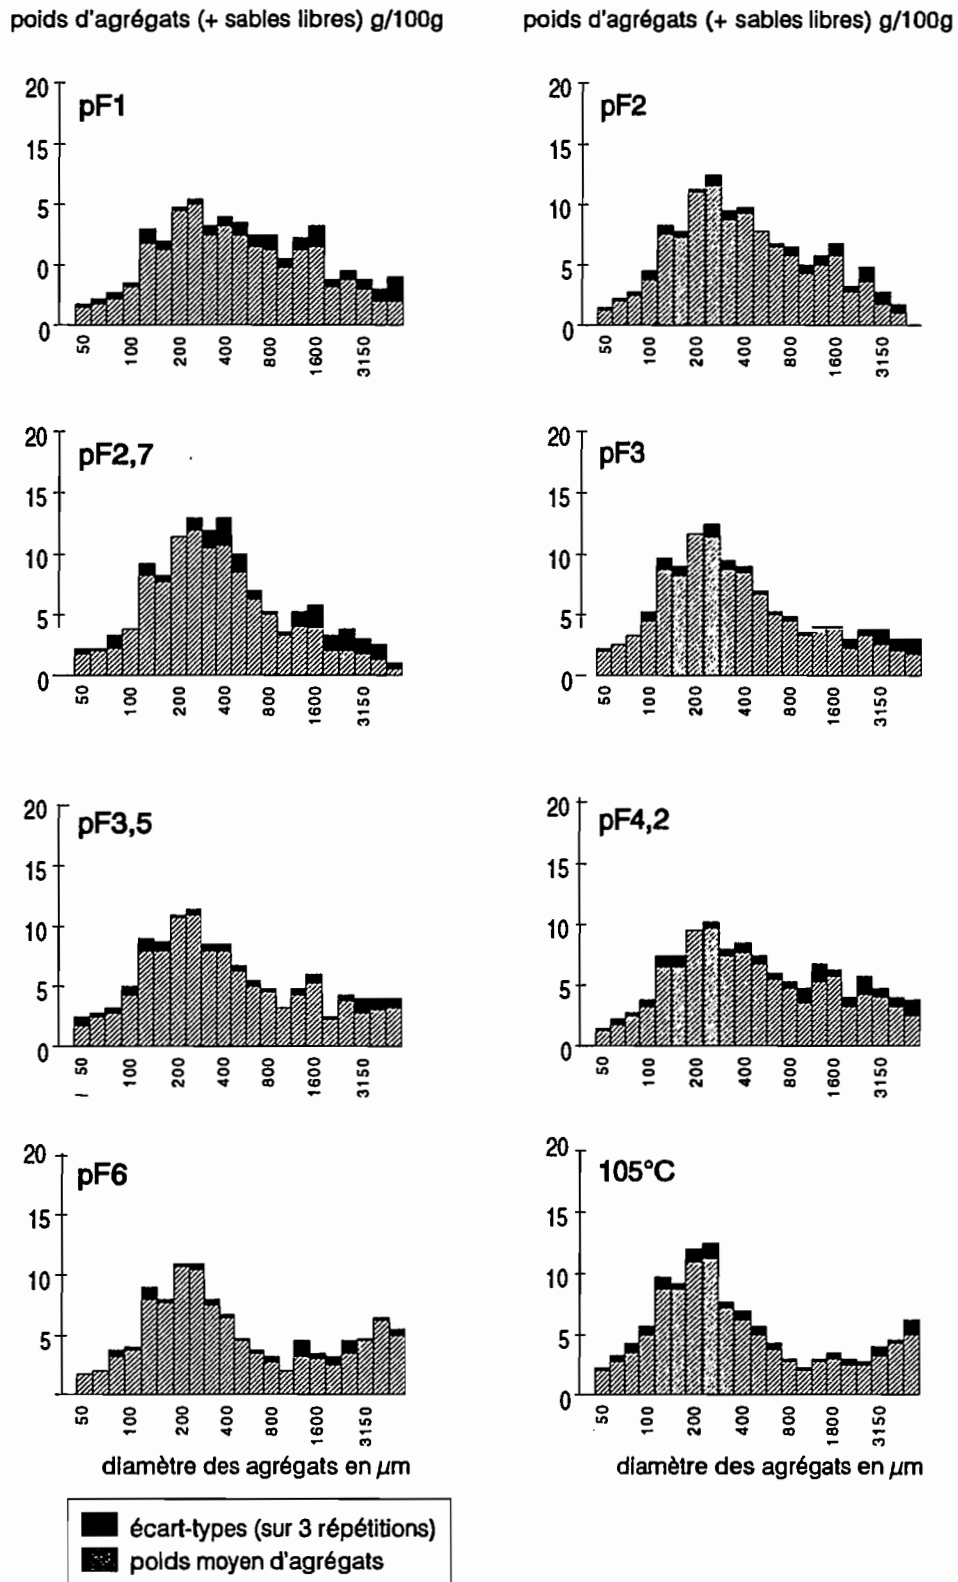 poids d'agrégats (+ sables libres) g/100g
poids d'agrégats (+ sables libres) g/100g
pF1
20
15
5
0
0
50 100 200 400 800 1600 3150
pF2
20
15
10
5
0
50 100 200 400 800 1600 3150
pF2,7
20
15
10
5
0
50 100 200 400 800 1600 3150
pF3
20
15
10
5
0
50 100 200 400 800 1600 3150
pF3,5
20
15
10
5
0
50 100 200 400 800 1600 3150
pF4,2
20
15
10
5
0
50 100 200 400 800 1600 3150
pF6
20
15
10
5
50 100 200 400 800 1600 3150
105°C
20
15
10
5
0
50 100 200 400 800 1800 3150
diamètre des agrégats en µm
diamètre des agrégats en µm
écart-types (sur 3 répétitions)
poids moyen d'agrégats